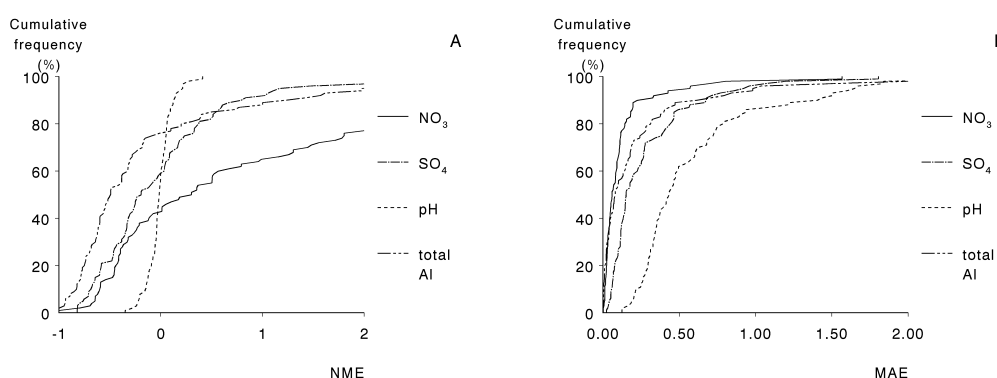 Cumulative
frequency
(%)
A
100
80
60
40
20
0
-1 0 1 2
NME
NO3
SO4
pH
total
Al
Cumulative
frequency
(%)
100
80
60
40
20
0
0.00 0.50 1.00 1.50 2.00
MAE
NO3
SO4
pH
total
Al